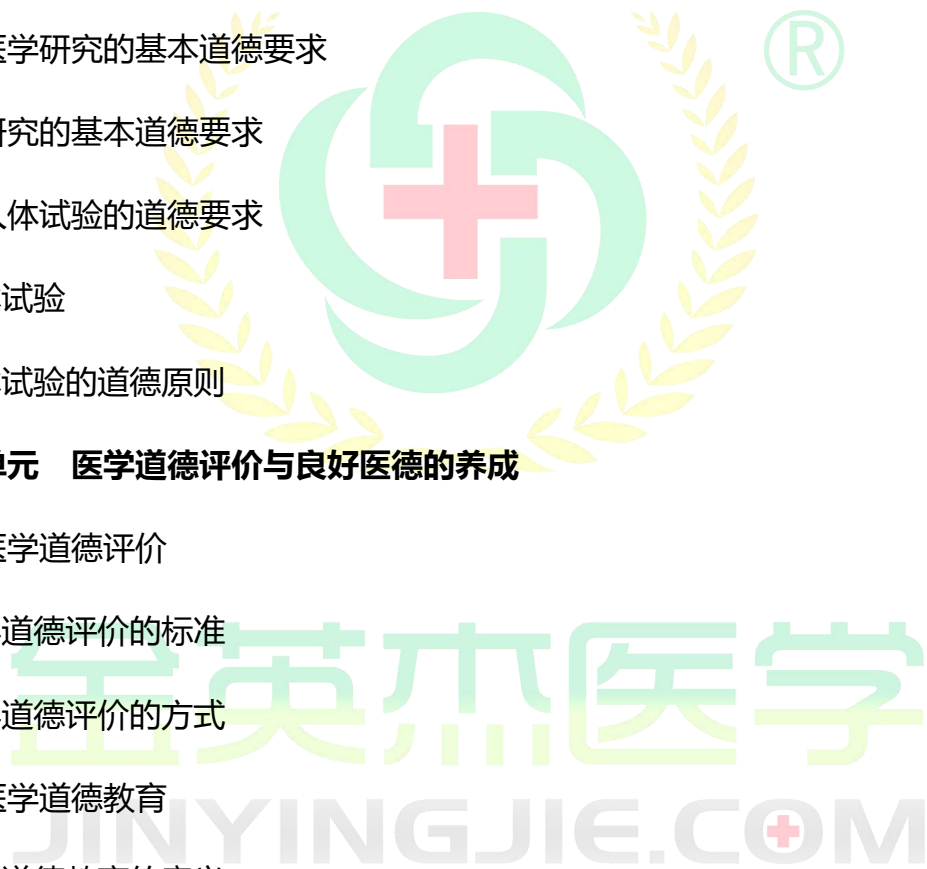 医学研究的基本道德要求
®
研究的基本道德要求
人体试验的道德要求
试验
试验的道德原则
单元　医学道德评价与良好医德的养成
医学道德评价
道德评价的标准
金英杰医学
道德评价的方式
医学道德教育
JINYINGJIE.COM